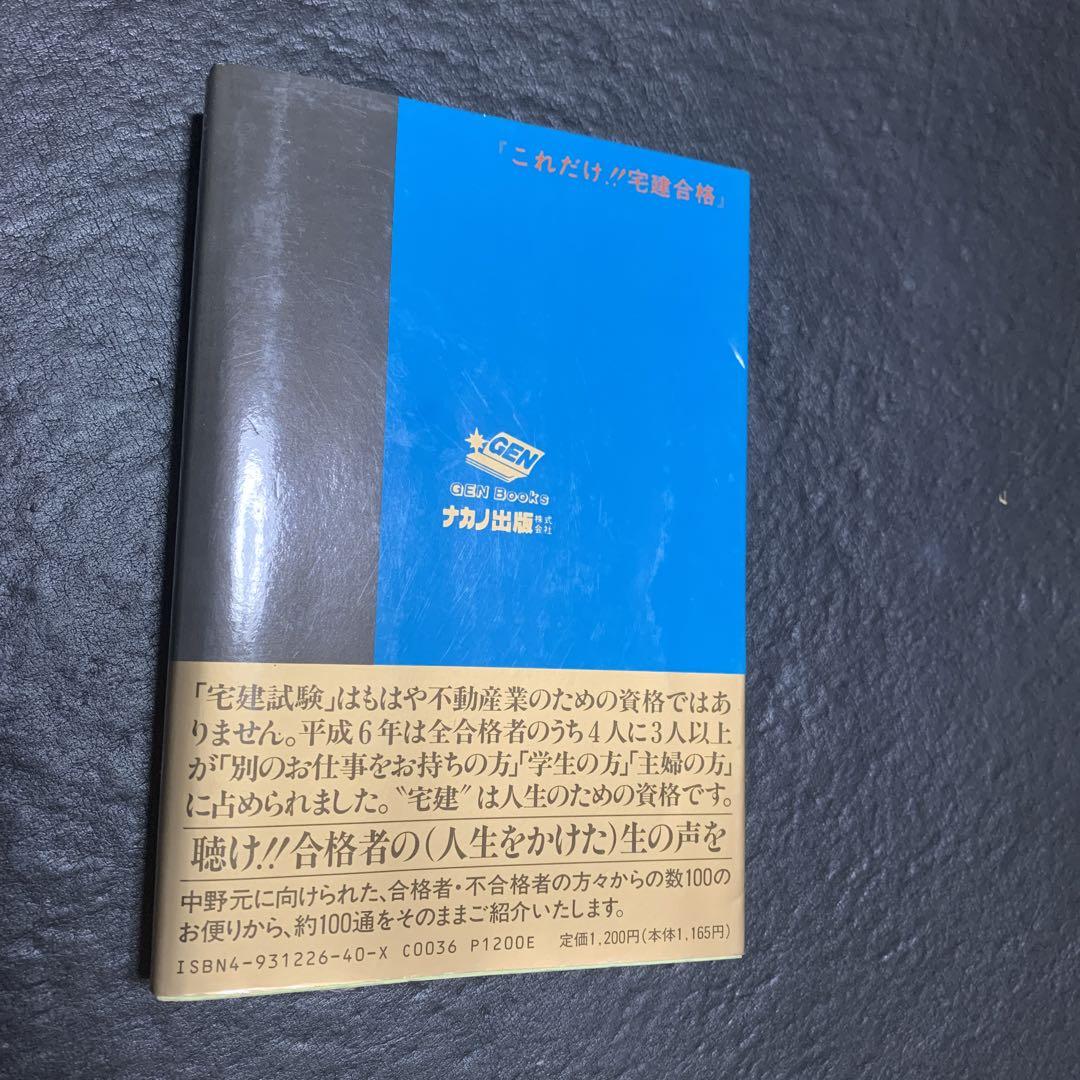 『これだけ!!宅建合格』
GEN
GEN Books
ナカノ出版株式会社
「宅建試験」はもはや不動産業のための資格ではあ
りません。平成6年は全合格者のうち4人に3人以上
が「別のお仕事をお持ちの方」「学生の方」「主婦の方」
に占められました。〝宅建〟は人生のための資格です。
聴け!!合格者の(人生をかけた)生の声を
中野元に向けられた、合格者・不合格者の方々からの数100の
お便りから、約100通をそのままご紹介いたします。
ISBN4-931226-40-X C0036 P1200E 定価1,200円(本体1,165円)